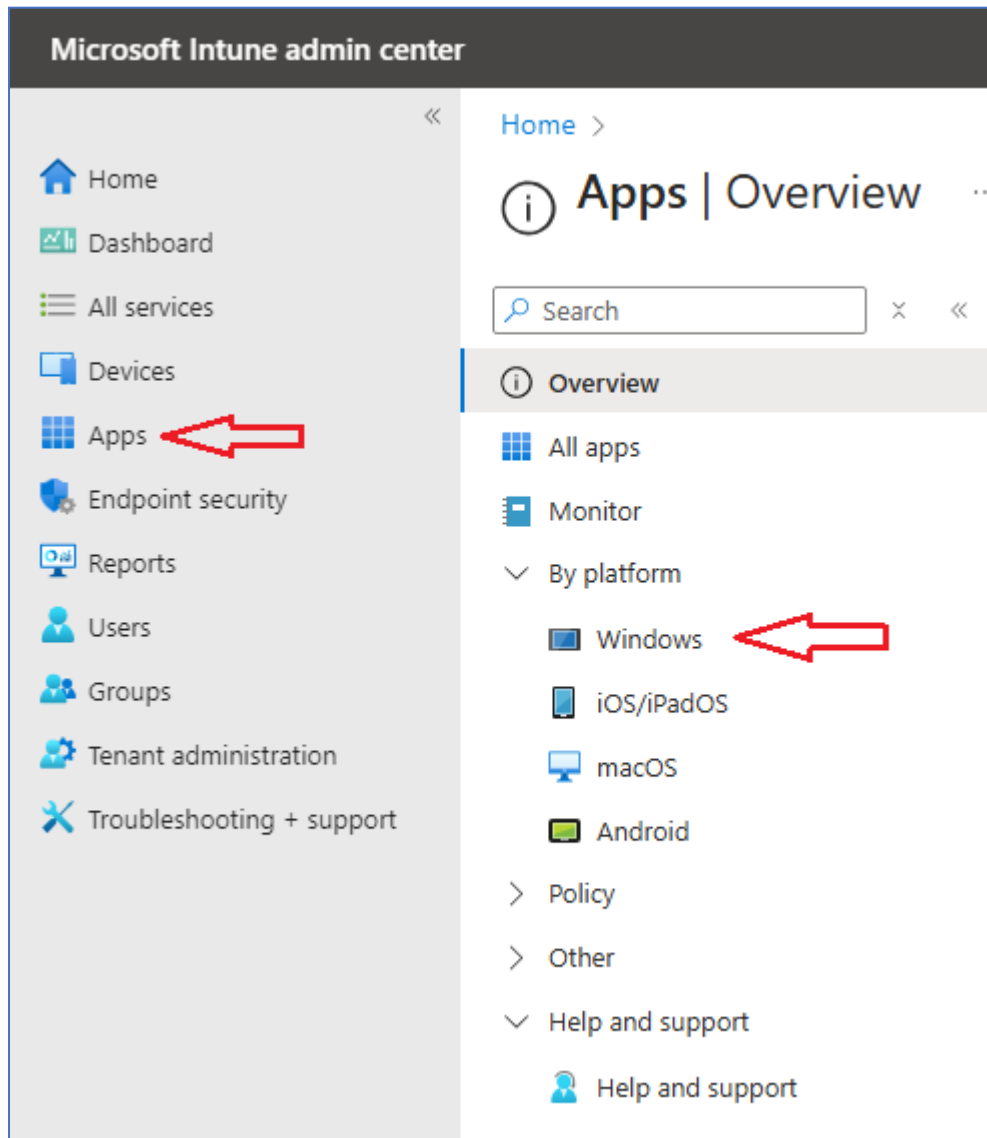 Microsoft Intune admin center
Home
Dashboard
All services
Devices
Apps
Endpoint security
Reports
Users
Groups
Tenant administration
Troubleshooting + support
Home >
Apps | Overview
Search
Overview
All apps
Monitor
By platform
Windows
iOS/iPadOS
macOS
Android
Policy
Other
Help and support
Help and support